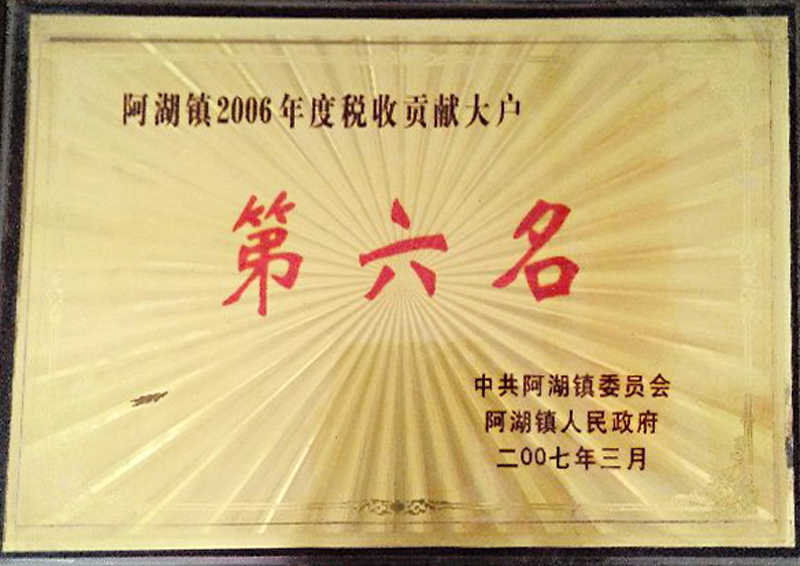 阿湖镇2006年度税收贡献大户
第六名
中共阿湖镇委员会
阿湖镇人民政府
二00七年三月